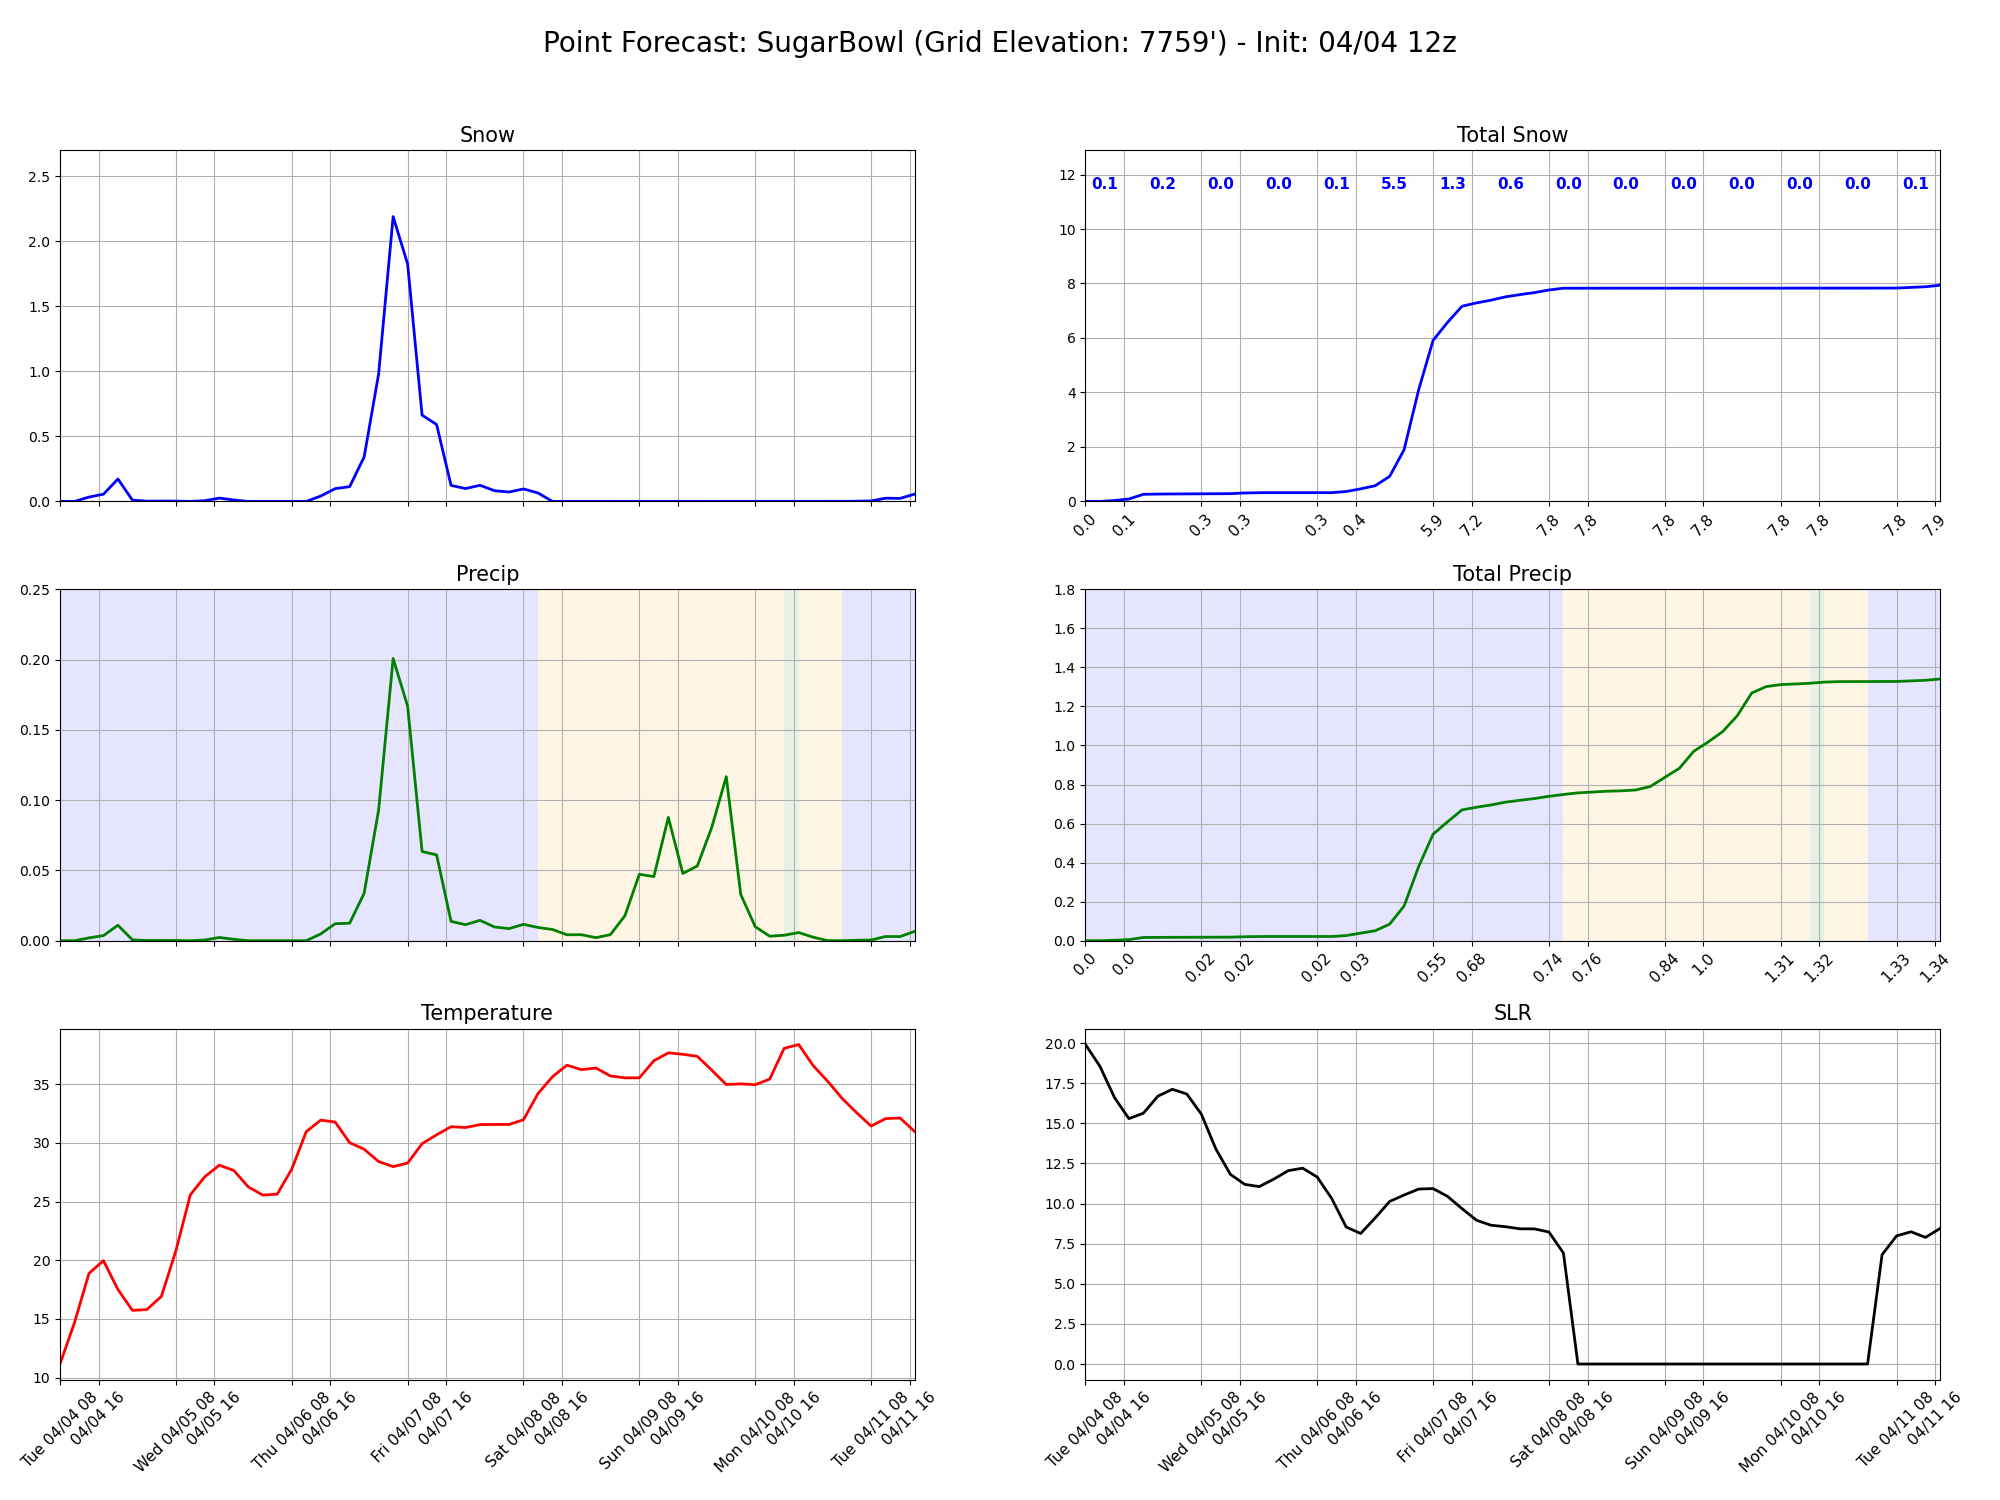 Point Forecast: SugarBowl (Grid Elevation: 7759') - Init: 04/04 12z
Snow
2.5
2.0
1.5
1.0
0.5
0.0
Total Snow
12
10
8
6
4
2
0
0.1 0.2 0.0 0.0 0.1 5.5 1.3 0.6 0.0 0.0 0.0 0.0 0.0 0.0 0.1
0.0 0.1 0.3 0.3 0.3 0.4 5.9 7.2 7.8 7.8 7.8 7.8 7.8 7.8 7.8 7.9
Precip
0.25
0.20
0.15
0.10
0.05
0.00
Total Precip
1.8
1.6
1.4
1.2
1.0
0.8
0.6
0.4
0.2
0.0
0.0 0.0 0.02 0.02 0.02 0.03 0.55 0.68 0.74 0.76 0.84 1.0 1.31 1.32 1.33 1.34
Temperature
35
30
25
20
15
10
Tue 04/04 08
04/04 16
Wed 04/05 08
04/05 16
Thu 04/06 08
04/06 16
Fri 04/07 08
04/07 16
Sat 04/08 08
04/08 16
Sun 04/09 08
04/09 16
Mon 04/10 08
04/10 16
Tue 04/11 08
04/11 16
SLR
20.0
17.5
15.0
12.5
10.0
7.5
5.0
2.5
0.0
Tue 04/04 08
04/04 16
Wed 04/05 08
04/05 16
Thu 04/06 08
04/06 16
Fri 04/07 08
04/07 16
Sat 04/08 08
04/08 16
Sun 04/09 08
04/09 16
Mon 04/10 08
04/10 16
Tue 04/11 08
04/11 16